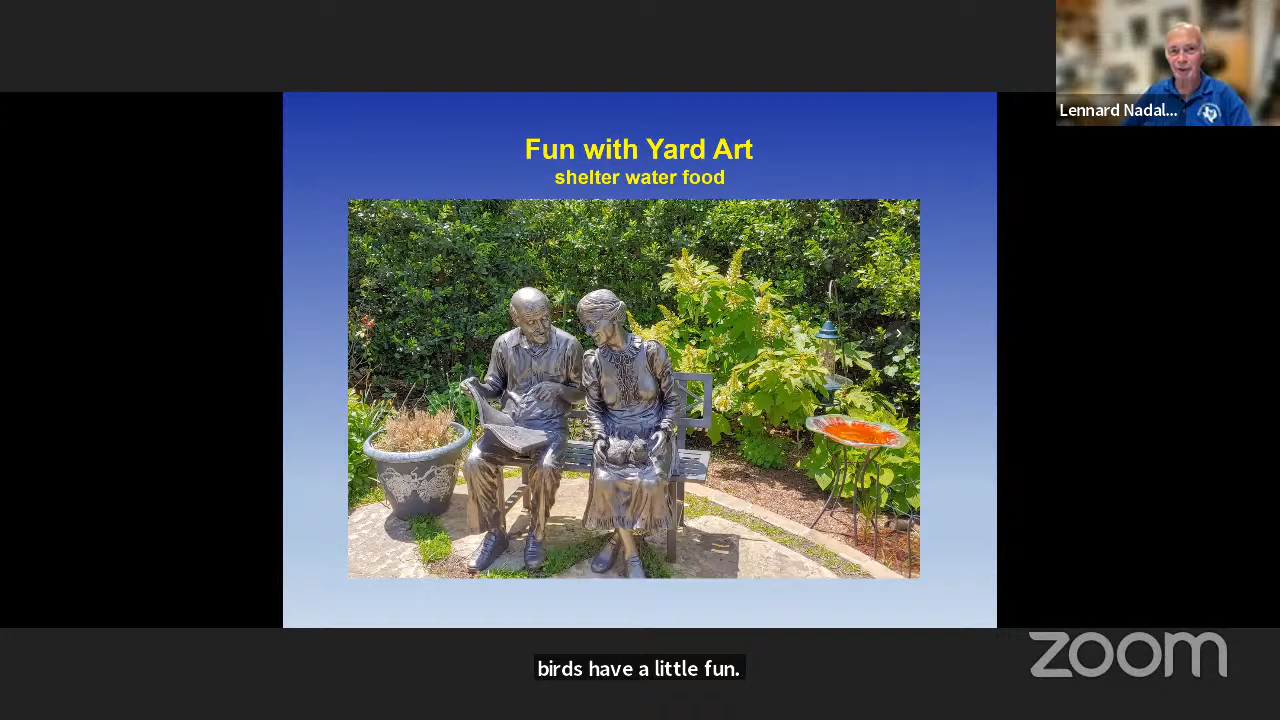 Lennard Nadal...
Fun with Yard Art
shelter water food
birds have a little fun.
zoom